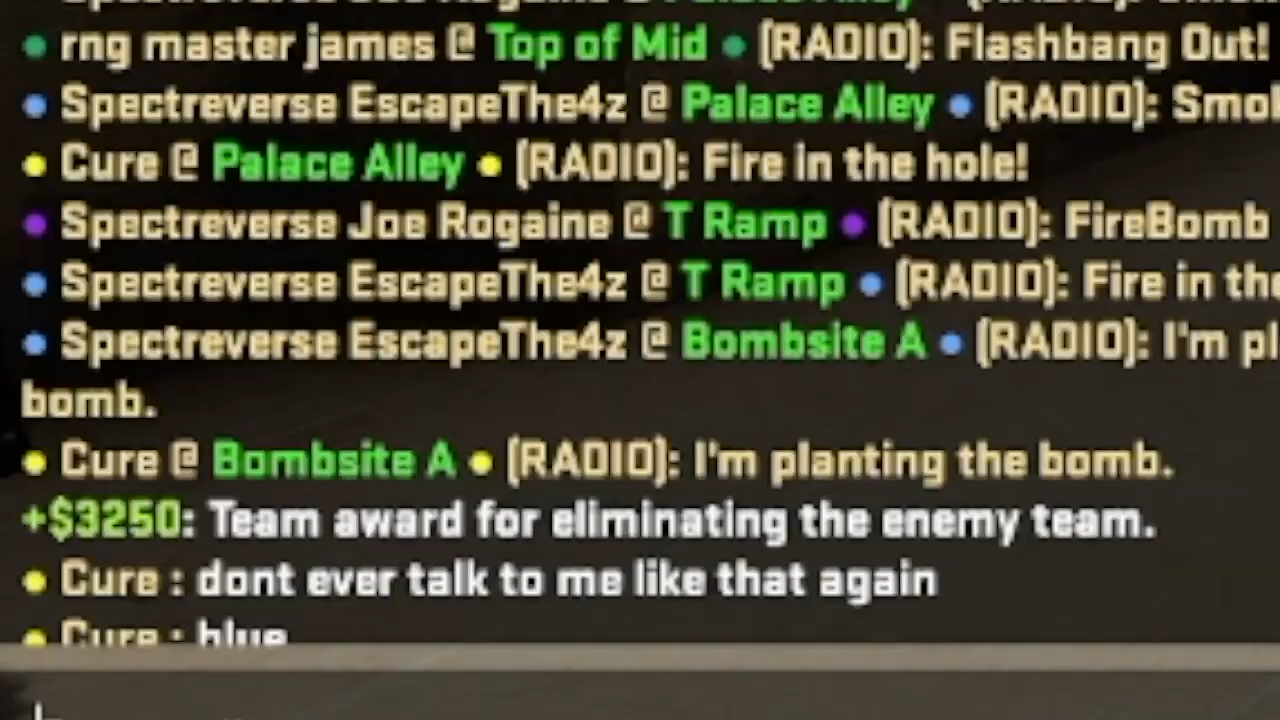 ● rng master james @ Top of Mid ● (RADIO): Flashbang Out!
● Spectreverse EscapeThe4z @ Palace Alley ● (RADIO):
● Cure @ Palace Alley ● (RADIO): Fire in the hole!
● Spectreverse Joe Rogaine @ T Ramp ● (RADIO): FireBomb
● Spectreverse EscapeThe4z @ T Ramp ● (RADIO): Fire in the
● Spectreverse EscapeThe4z @ Bombsite A ● (RADIO): I'm pl
bomb.
● Cure @ Bombsite A ● (RADIO): I'm planting the bomb.
+$3250: Team award for eliminating the enemy team.
● Cure : dont ever talk to me like that again
● Cure : blue